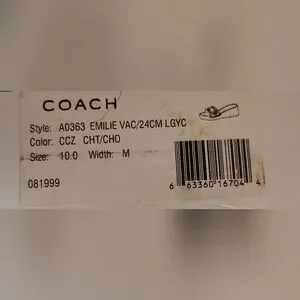 COACH
Style: A0363 EMILIE VAC/24CM LGYC
Color: CCZ CHT/CHO
Size: 10.0 Width: M
081999
6 63360 16704 4